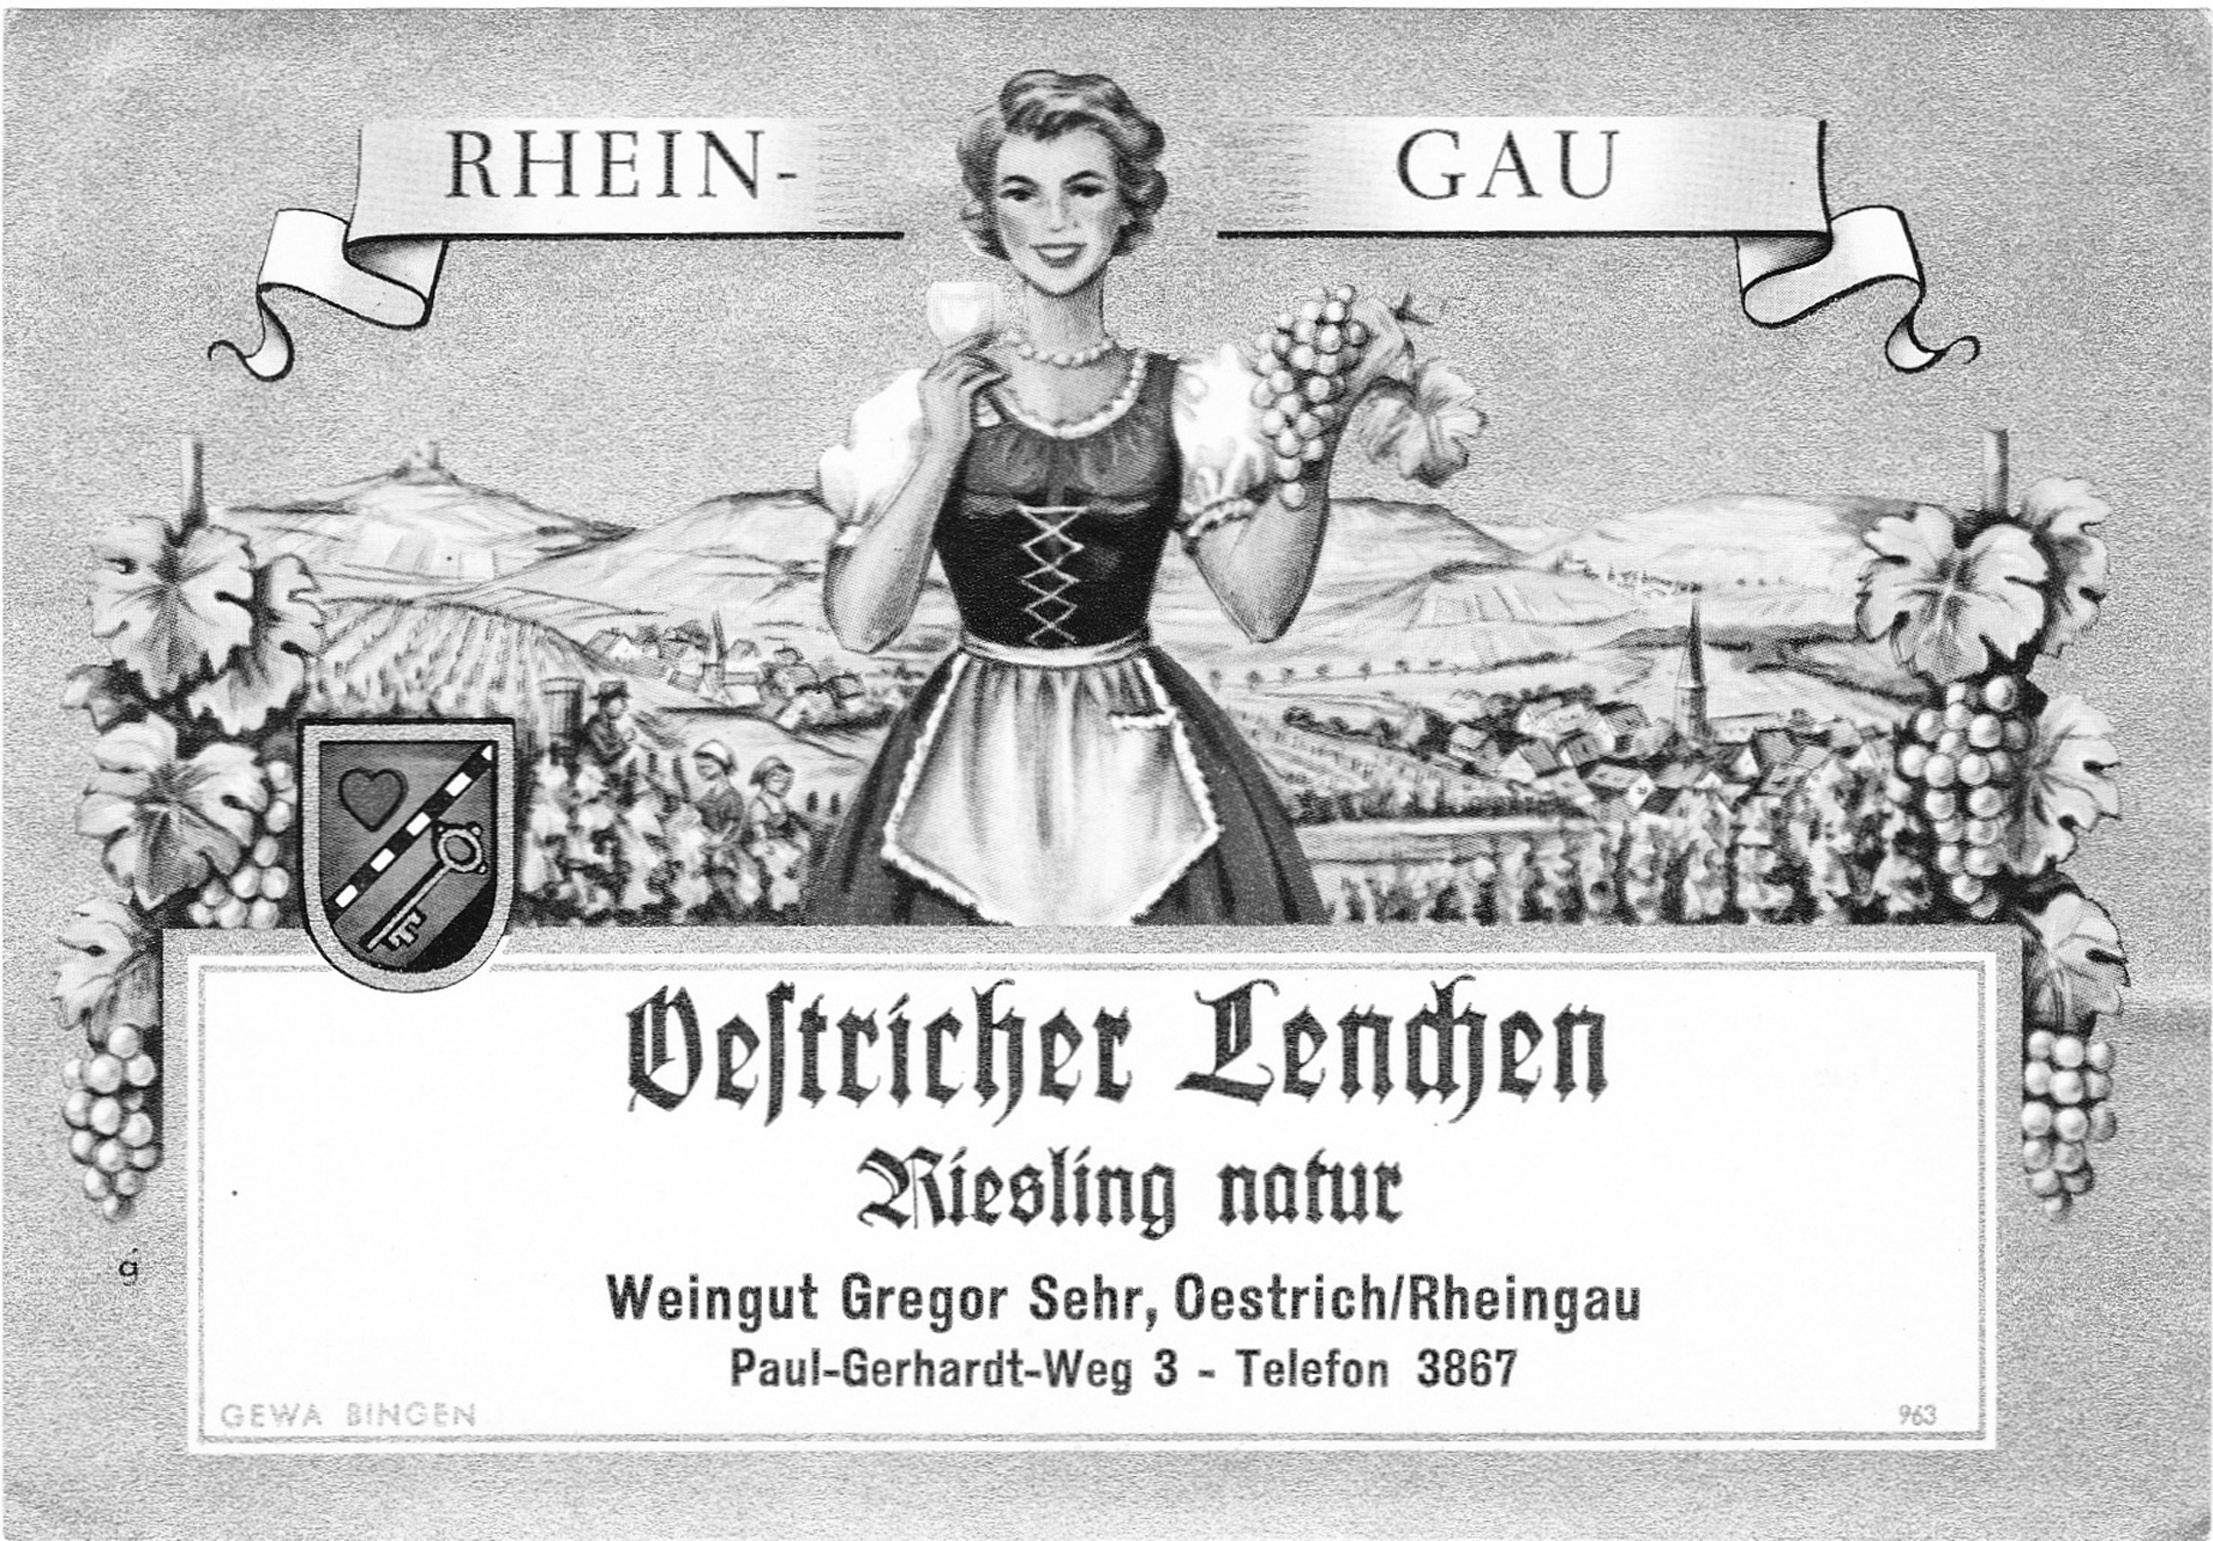 RHEIN-GAU
Oeſtricher Lenchen
Riesling natur
Weingut Gregor Sehr, Oestrich/Rheingau
Paul-Gerhardt-Weg 3 - Telefon 3867
g
GEWA BINGEN
963